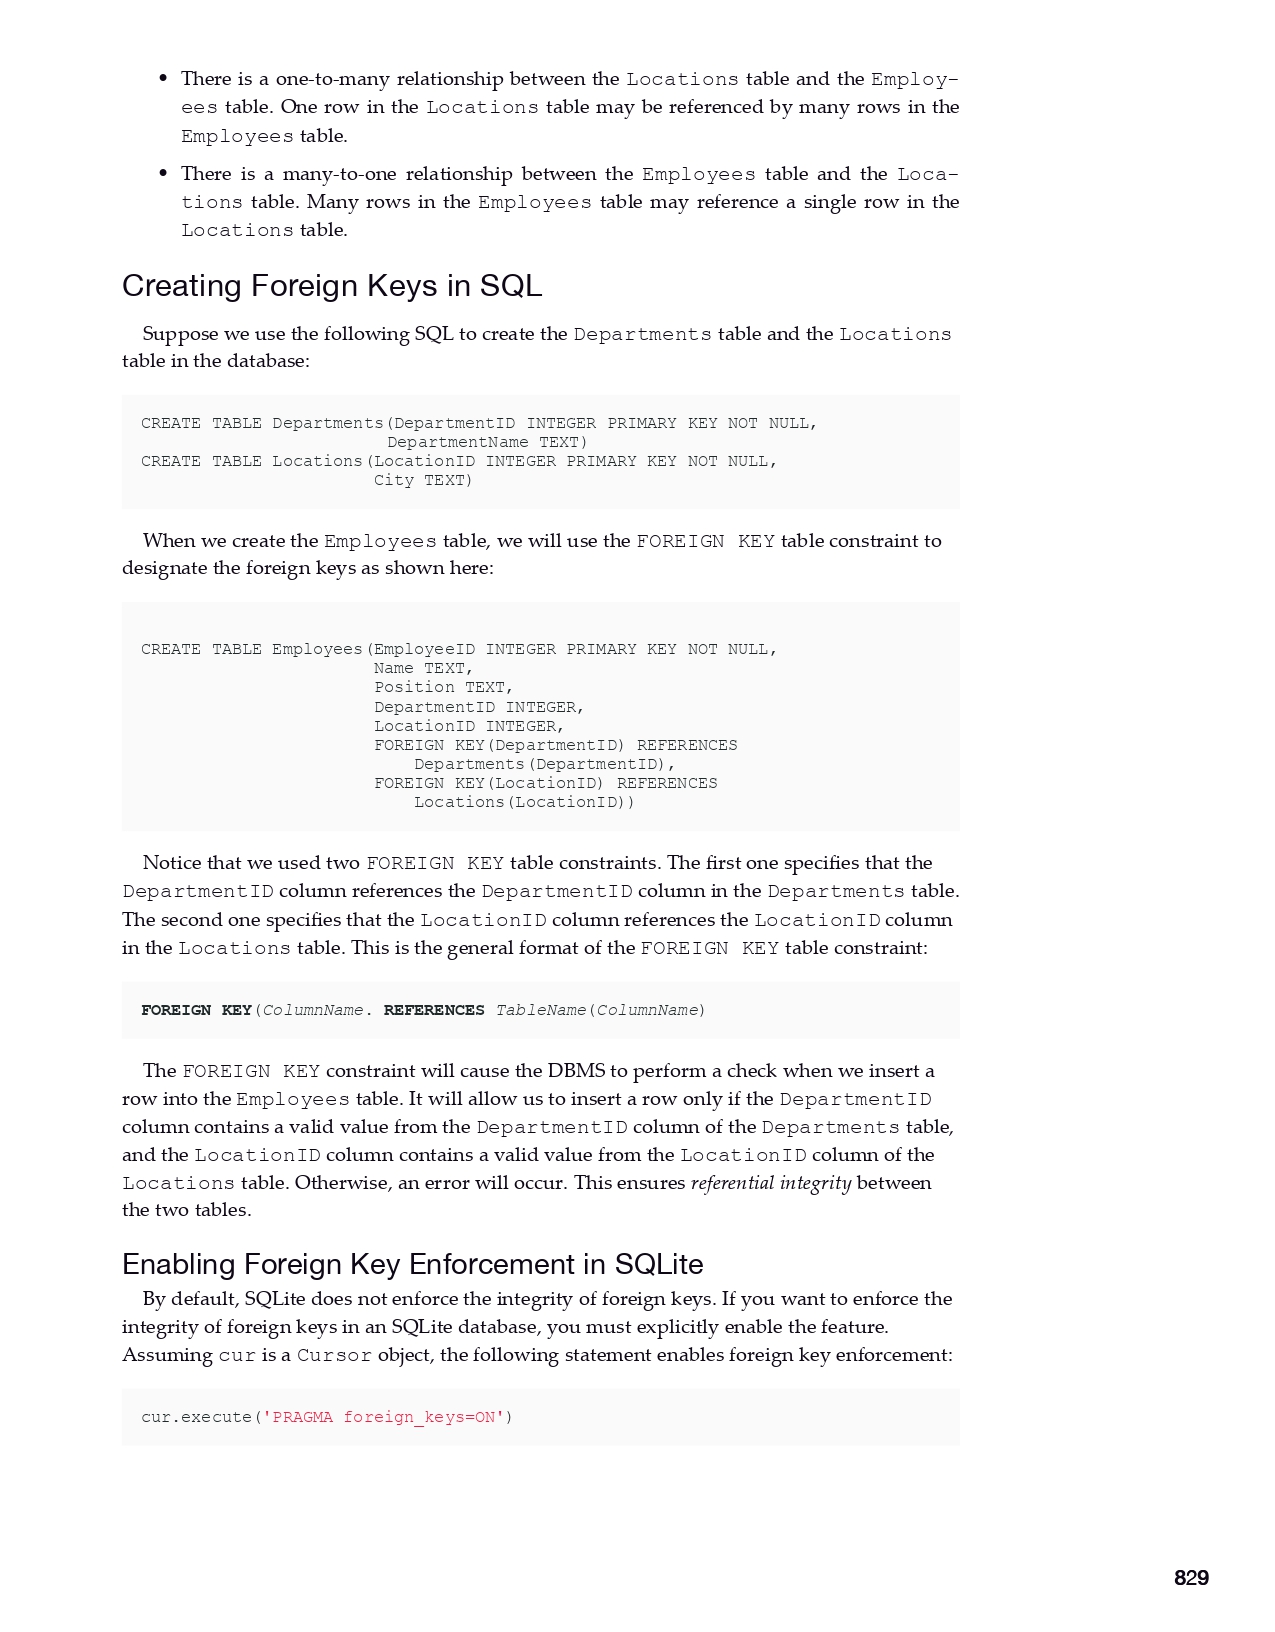 • There is a one-to-many relationship between the Locations table and the Employ-
ees table. One row in the Locations table may be referenced by many rows in the
Employees table.
• There is a many-to-one relationship between the Employees table and the Loca-
tions table. Many rows in the Employees table may reference a single row in the
Locations table.
Creating Foreign Keys in SQL
Suppose we use the following SQL to create the Departments table and the Locations
table in the database:
CREATE TABLE Departments(DepartmentID INTEGER PRIMARY KEY NOT NULL,
DepartmentName TEXT)
CREATE TABLE Locations(LocationID INTEGER PRIMARY KEY NOT NULL,
City TEXT)
When we create the Employees table, we will use the FOREIGN KEY table constraint to
designate the foreign keys as shown here:
CREATE TABLE Employees(EmployeeID INTEGER PRIMARY KEY NOT NULL,
Name TEXT,
Position TEXT,
DepartmentID INTEGER,
LocationID INTEGER,
FOREIGN KEY(DepartmentID) REFERENCES
Departments(DepartmentID),
FOREIGN KEY(LocationID) REFERENCES
Locations(LocationID))
Notice that we used two FOREIGN KEY table constraints. The first one specifies that the
DepartmentID column references the DepartmentID column in the Departments table.
The second one specifies that the LocationID column references the LocationID column
in the Locations table. This is the general format of the FOREIGN KEY table constraint:
FOREIGN KEY(ColumnName. REFERENCES TableName(ColumnName)
The FOREIGN KEY constraint will cause the DBMS to perform a check when we insert a
row into the Employees table. It will allow us to insert a row only if the DepartmentID
column contains a valid value from the DepartmentID column of the Departments table,
and the LocationID column contains a valid value from the LocationID column of the
Locations table. Otherwise, an error will occur. This ensures referential integrity between
the two tables.
Enabling Foreign Key Enforcement in SQLite
By default, SQLite does not enforce the integrity of foreign keys. If you want to enforce the
integrity of foreign keys in an SQLite database, you must explicitly enable the feature.
Assuming cur is a Cursor object, the following statement enables foreign key enforcement:
cur.execute('PRAGMA foreign_keys=ON')
829